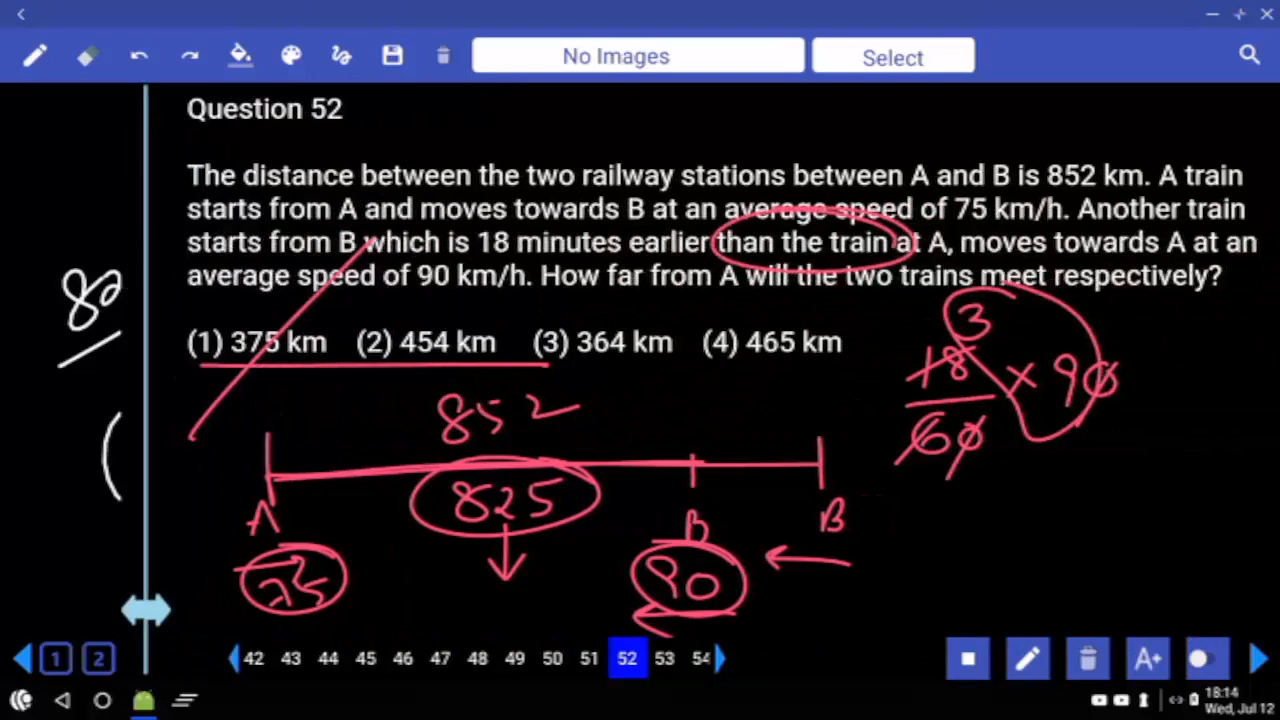 No Images
Select
Question 52
The distance between the two railway stations between A and B is 852 km. A train
starts from A and moves towards B at an average speed of 75 km/h. Another train
starts from B which is 18 minutes earlier than the train at A, moves towards A at an
average speed of 90 km/h. How far from A will the two trains meet respectively?
(1) 375 km (2) 454 km (3) 364 km (4) 465 km
80
(
3
18
× 90
60
852
825
A
B
B
75
90
1 2
42 43 44 45 46 47 48 49 50 51 52 53 54
A+
18:14
Wed, Jul 12